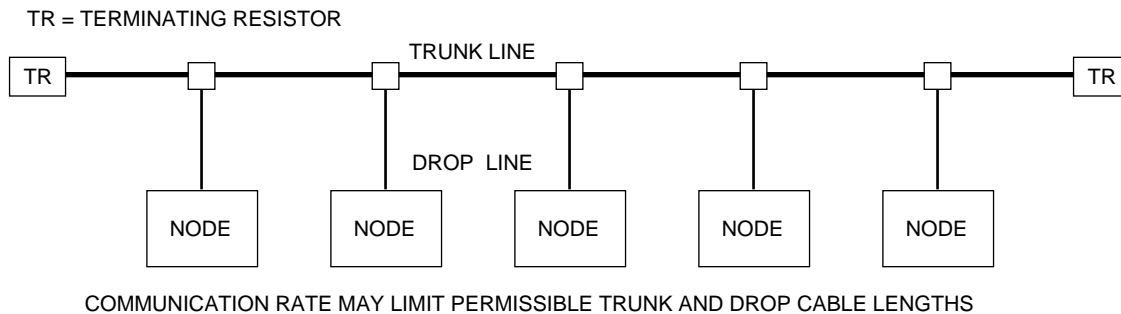 TR = TERMINATING RESISTOR
TRUNK LINE
TR
TR
DROP LINE
NODE
NODE
NODE
NODE
NODE
COMMUNICATION RATE MAY LIMIT PERMISSIBLE TRUNK AND DROP CABLE LENGTHS